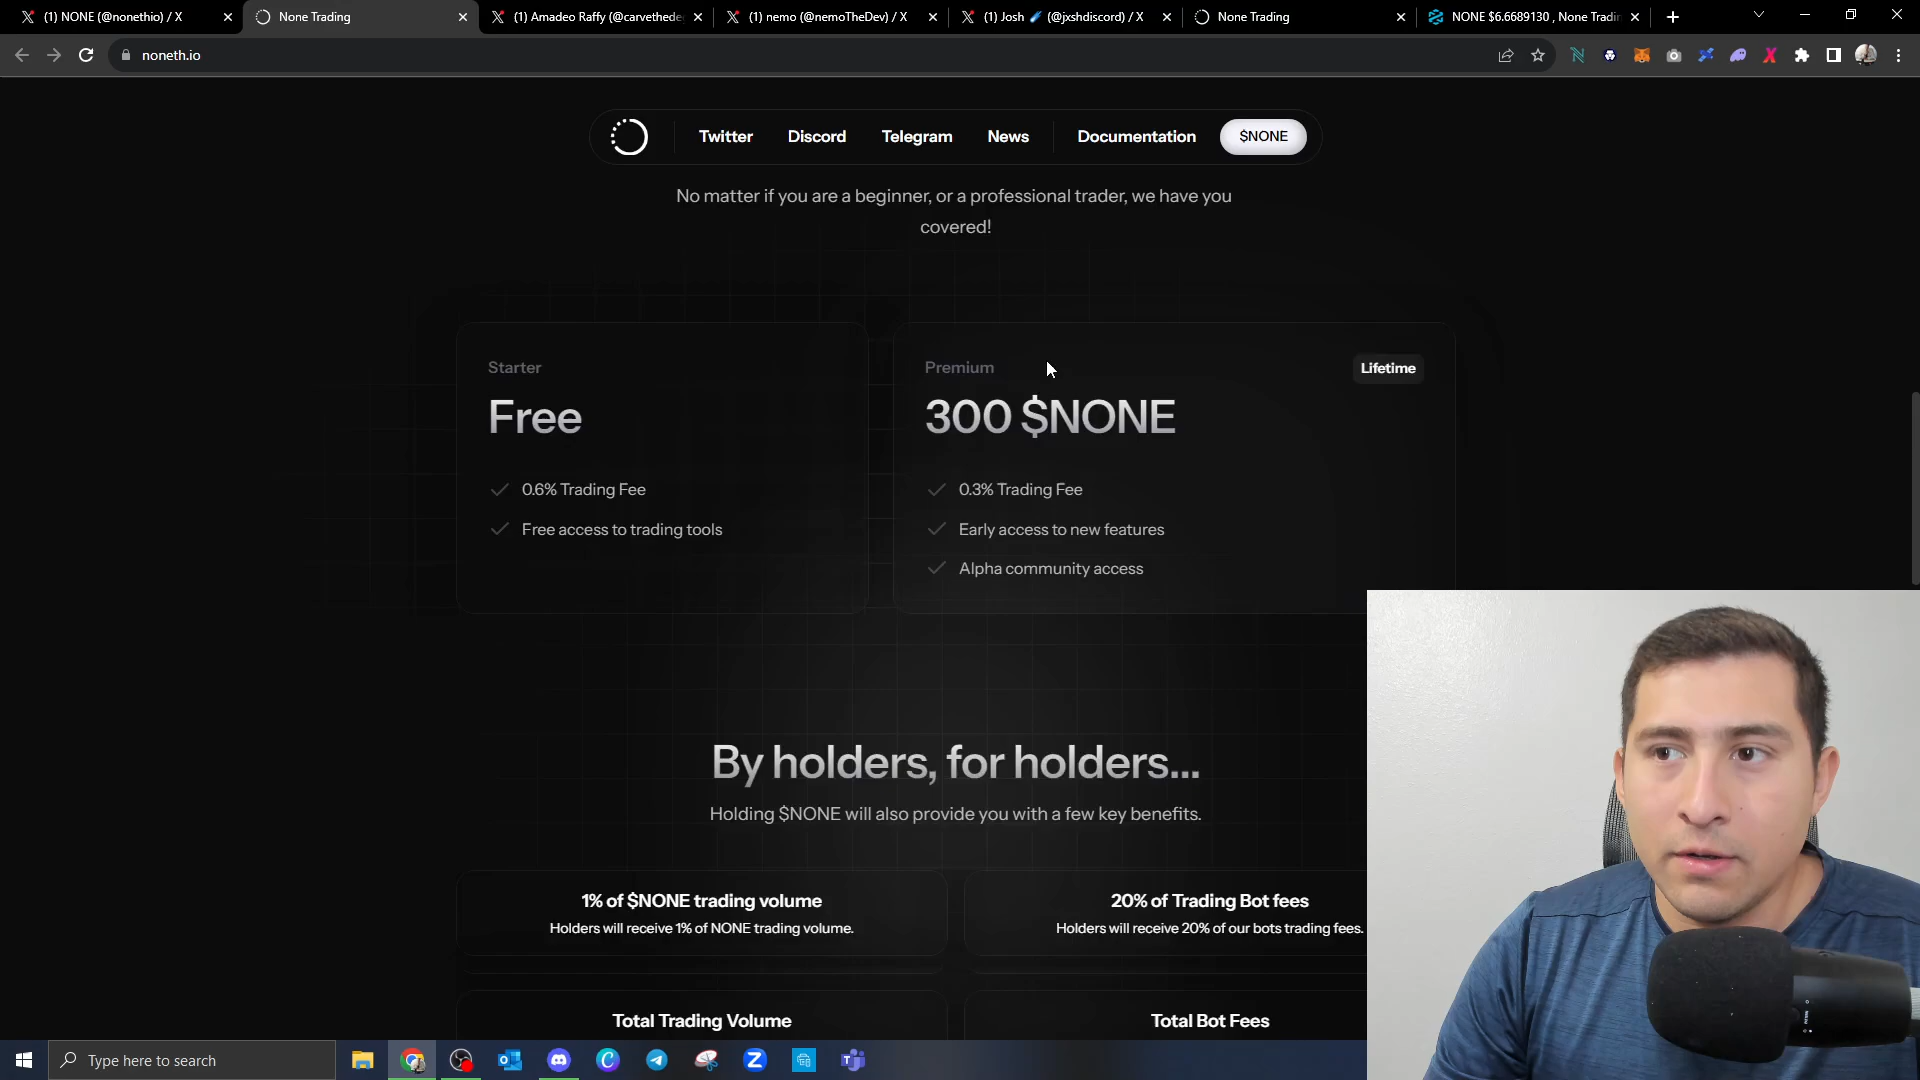 (1) NONE (@nonethio) / X
None Trading
(1) Amadeo Raffy (@carvethede
(1) nemo (@nemoTheDev) / X
(1) Josh (@jxshdiscord) / X
None Trading
NONE $6.6689130 , None Tradin
noneth.io
Twitter
Discord
Telegram
News
Documentation
$NONE
No matter if you are a beginner, or a professional trader, we have you
covered!
Starter
Free
0.6% Trading Fee
Free access to trading tools
Premium
Lifetime
300 $NONE
0.3% Trading Fee
Early access to new features
Alpha community access
By holders, for holders...
Holding $NONE will also provide you with a few key benefits.
1% of $NONE trading volume
Holders will receive 1% of NONE trading volume.
20% of Trading Bot fees
Holders will receive 20% of our bots trading fees.
Total Trading Volume
Total Bot Fees
Type here to search